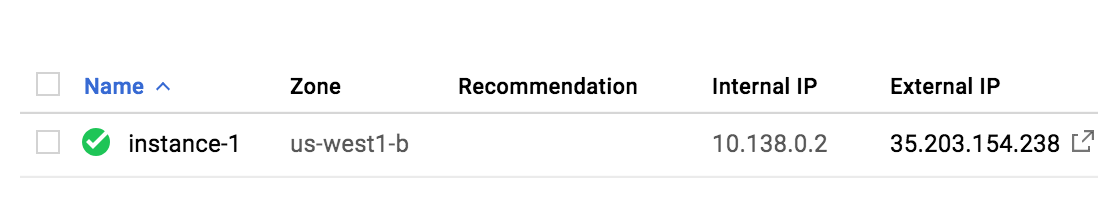 Name Zone Recommendation Internal IP External IP
instance-1 us-west1-b 10.138.0.2 35.203.154.238